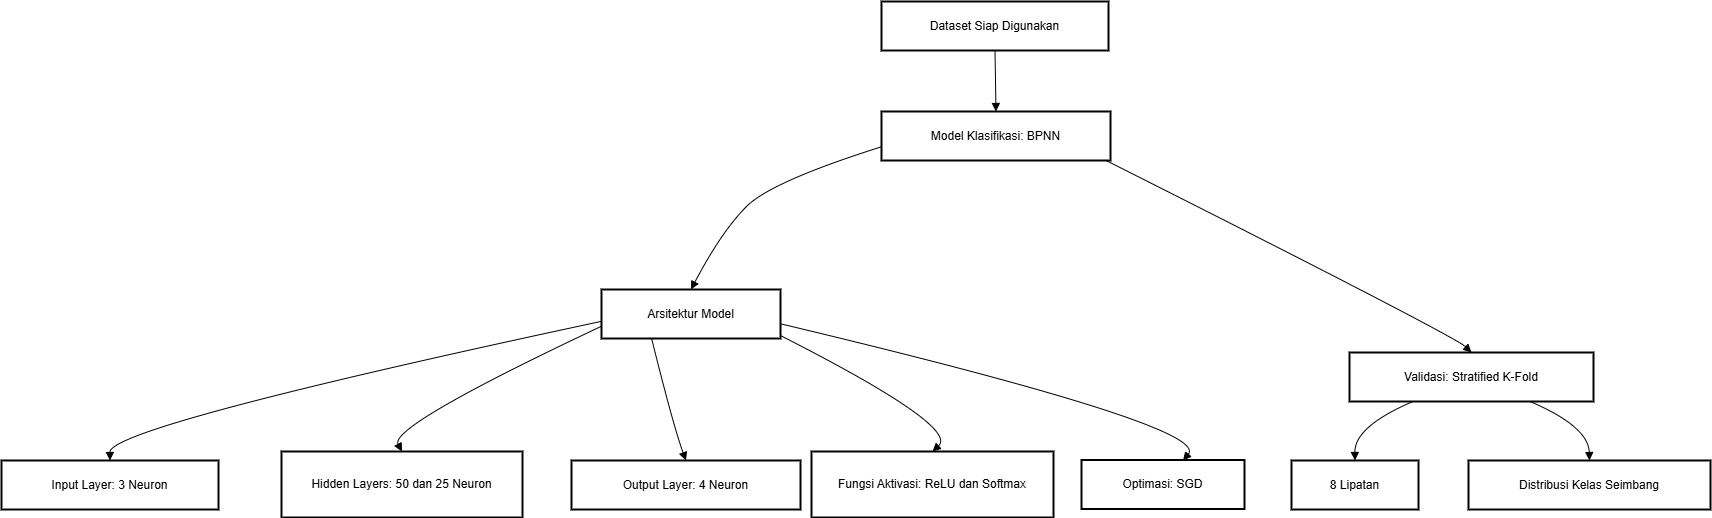 Dataset Siap Digunakan
Model Klasifikasi: BPNN
Arsitektur Model
Validasi: Stratified K-Fold
Input Layer: 3 Neuron
Hidden Layers: 50 dan 25 Neuron
Output Layer: 4 Neuron
Fungsi Aktivasi: ReLU dan Softmax
Optimasi: SGD
8 Lipatan
Distribusi Kelas Seimbang